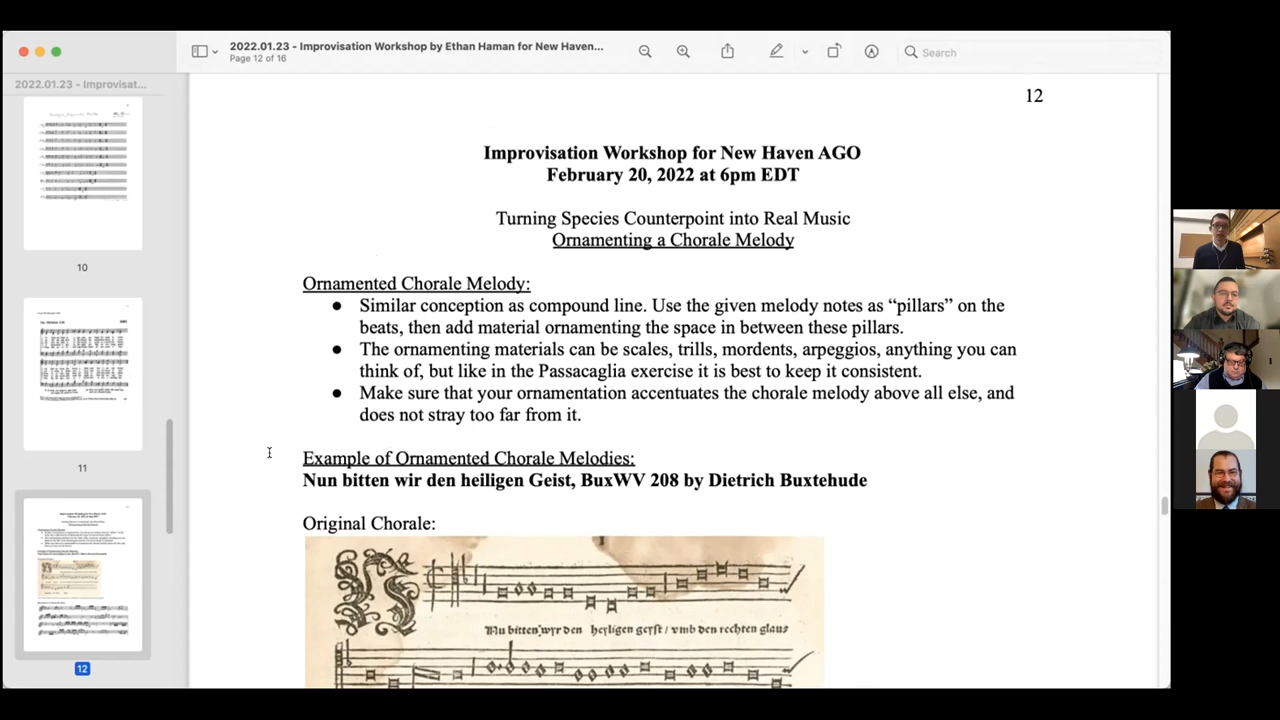 2022.01.23 - Improvisation Workshop by Ethan Haman for New Haven...
Page 12 of 16
Search
2022.01.23 - Improvisat...
10
11
12
12
Improvisation Workshop for New Haven AGO
February 20, 2022 at 6pm EDT
Turning Species Counterpoint into Real Music
Ornamenting a Chorale Melody
Ornamented Chorale Melody:
● Similar conception as compound line. Use the given melody notes as “pillars” on the
beats, then add material ornamenting the space in between these pillars.
● The ornamenting materials can be scales, trills, mordents, arpeggios, anything you can
think of, but like in the Passacaglia exercise it is best to keep it consistent.
● Make sure that your ornamentation accentuates the chorale melody above all else, and
does not stray too far from it.
Example of Ornamented Chorale Melodies:
Nun bitten wir den heiligen Geist, BuxWV 208 by Dietrich Buxtehude
Original Chorale:
Nu bitten wyr den heyligen geyst / vmb den rechten glaus